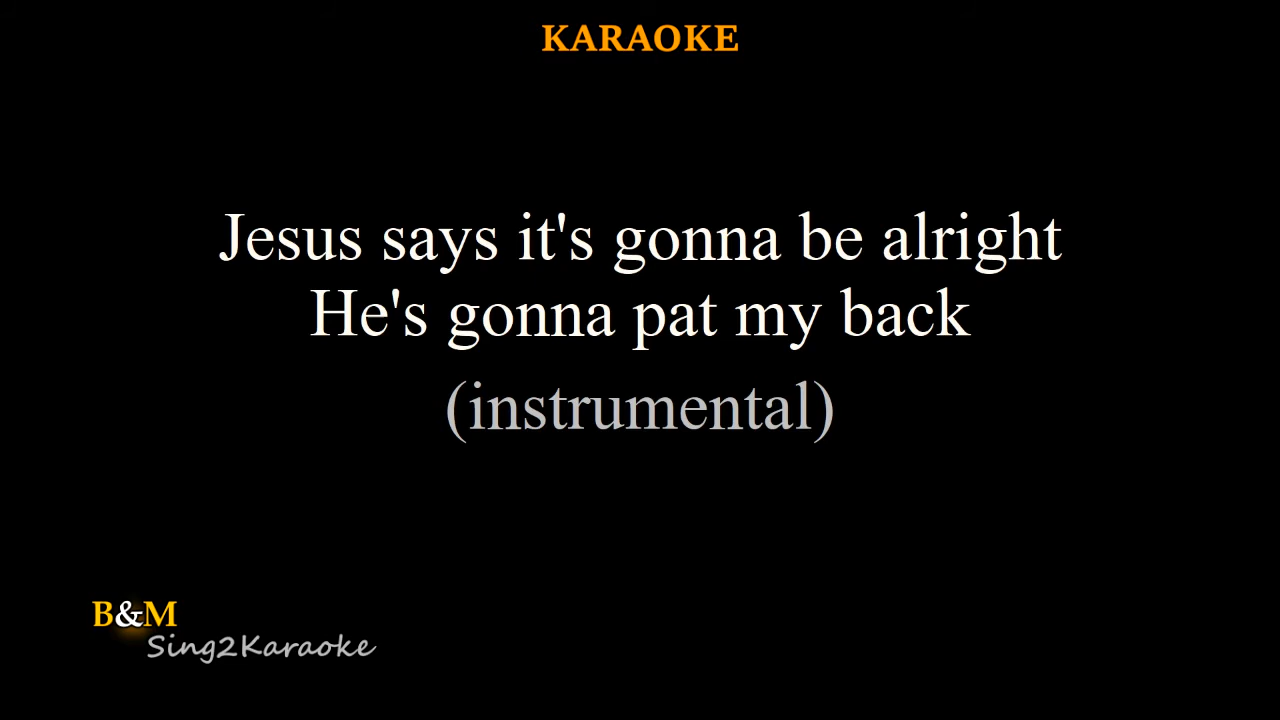 KARAOKE
Jesus says it's gonna be alright
He's gonna pat my back
(instrumental)
B&M
Sing2Karaoke